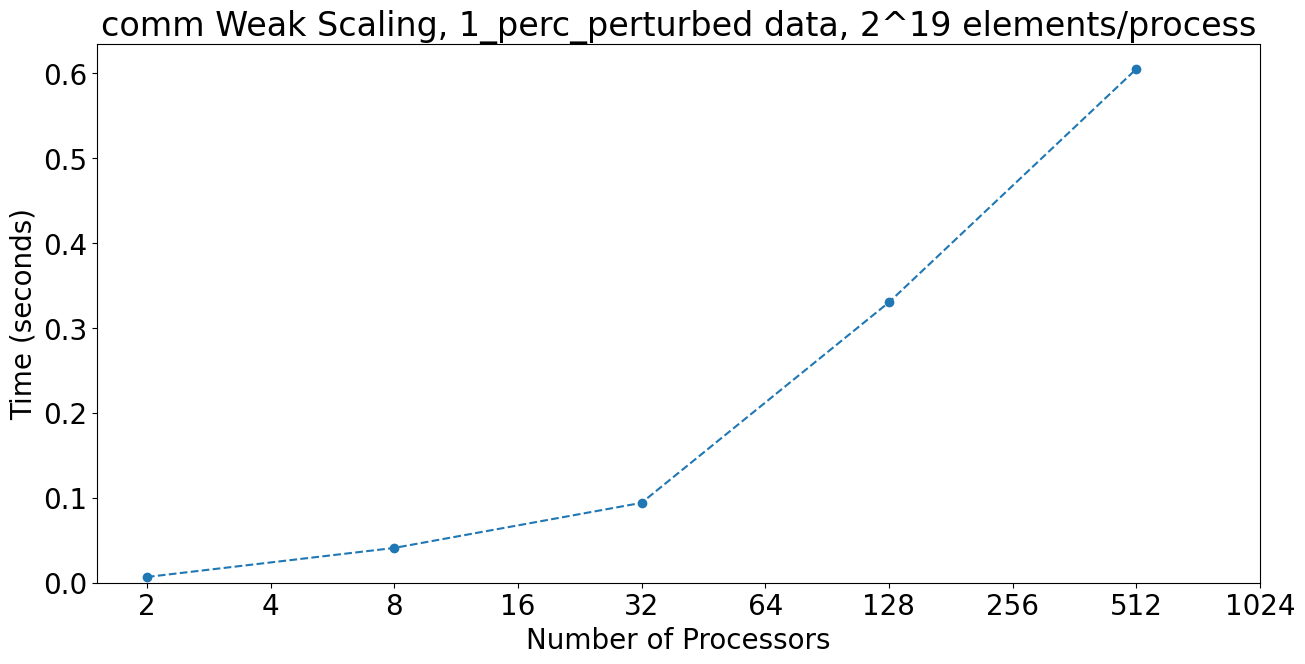 comm Weak Scaling, 1_perc_perturbed data, 2^19 elements/process
0.6
0.5
0.4
0.3
0.2
0.1
0.0
Time (seconds)
2 4 8 16 32 64 128 256 512 1024
Number of Processors